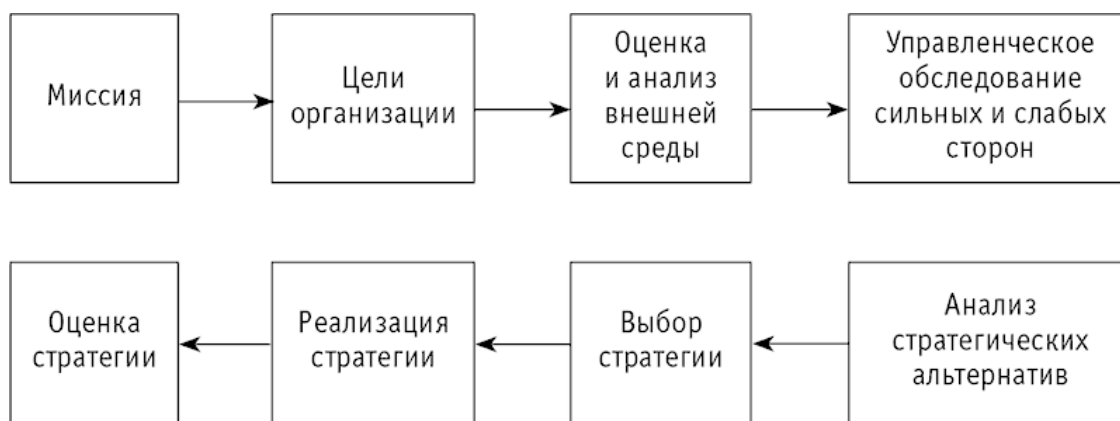 Миссия
Цели
организации
Оценка
и анализ
внешней
среды
Управленческое
обследование
сильных и слабых
сторон
Оценка
стратегии
Реализация
стратегии
Выбор
стратегии
Анализ
стратегических
альтернатив